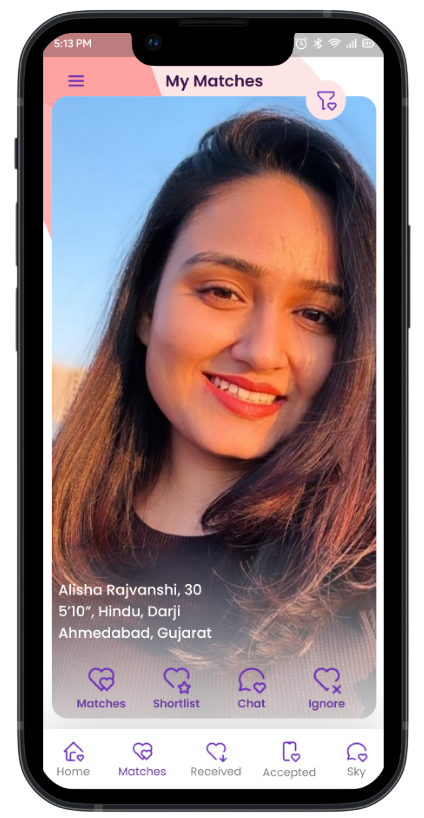 5:13 PM
My Matches
Alisha Rajvanshi, 30
5'10", Hindu, Darji
Ahmedabad, Gujarat
Matches Shortlist Chat Ignore
Home Matches Received Accepted Sky